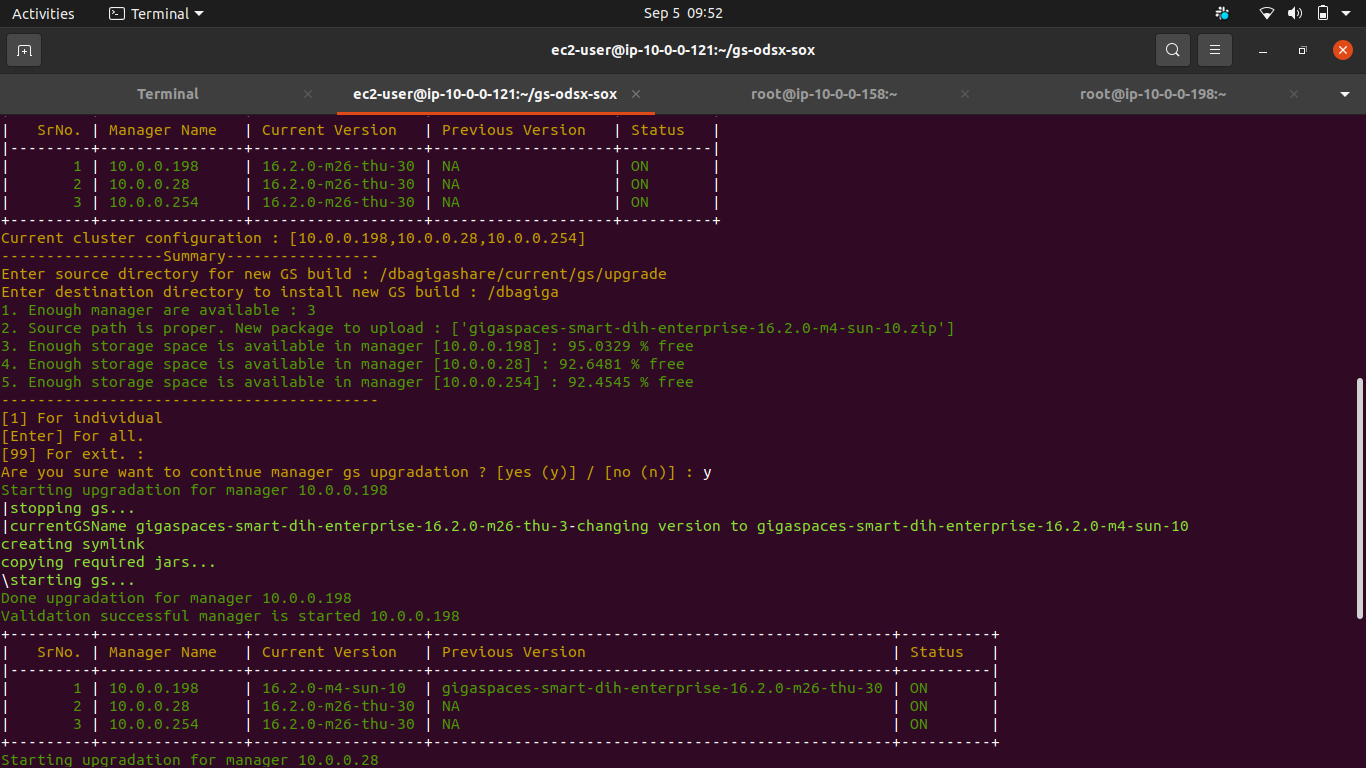 Activities Terminal Sep 5 09:52
ec2-user@ip-10-0-0-121:~/gs-odsx-sox
Terminal × ec2-user@ip-10-0-0-121:~/gs-odsx-sox × root@ip-10-0-0-158:~ × root@ip-10-0-0-198:~ ×
|   SrNo. | Manager Name   | Current Version   | Previous Version   | Status   |
|---------+----------------+-------------------+--------------------+----------|
|       1 | 10.0.0.198     | 16.2.0-m26-thu-30 | NA                 | ON       |
|       2 | 10.0.0.28      | 16.2.0-m26-thu-30 | NA                 | ON       |
|       3 | 10.0.0.254     | 16.2.0-m26-thu-30 | NA                 | ON       |
+---------+----------------+-------------------+--------------------+----------+
Current cluster configuration : [10.0.0.198,10.0.0.28,10.0.0.254]
------------------Summary-----------------
Enter source directory for new GS build : /dbagigashare/current/gs/upgrade
Enter destination directory to install new GS build : /dbagiga
1. Enough manager are available : 3
2. Source path is proper. New package to upload : ['gigaspaces-smart-dih-enterprise-16.2.0-m4-sun-10.zip']
3. Enough storage space is available in manager [10.0.0.198] : 95.0329 % free
4. Enough storage space is available in manager [10.0.0.28] : 92.6481 % free
5. Enough storage space is available in manager [10.0.0.254] : 92.4545 % free
------------------------------------------
[1] For individual
[Enter] For all.
[99] For exit. :
Are you sure want to continue manager gs upgradation ? [yes (y)] / [no (n)] : y
Starting upgradation for manager 10.0.0.198
|stopping gs...
|currentGSName gigaspaces-smart-dih-enterprise-16.2.0-m26-thu-3-changing version to gigaspaces-smart-dih-enterprise-16.2.0-m4-sun-10
creating symlink
copying required jars...
\starting gs...
Done upgradation for manager 10.0.0.198
Validation successful manager is started 10.0.0.198
+---------+----------------+-------------------+---------------------------------------------------+----------+
|   SrNo. | Manager Name   | Current Version   | Previous Version                                  | Status   |
|---------+----------------+-------------------+---------------------------------------------------+----------|
|       1 | 10.0.0.198     | 16.2.0-m4-sun-10  | gigaspaces-smart-dih-enterprise-16.2.0-m26-thu-30 | ON       |
|       2 | 10.0.0.28      | 16.2.0-m26-thu-30 | NA                                                | ON       |
|       3 | 10.0.0.254     | 16.2.0-m26-thu-30 | NA                                                | ON       |
+---------+----------------+-------------------+---------------------------------------------------+----------+
Starting upgradation for manager 10.0.0.28